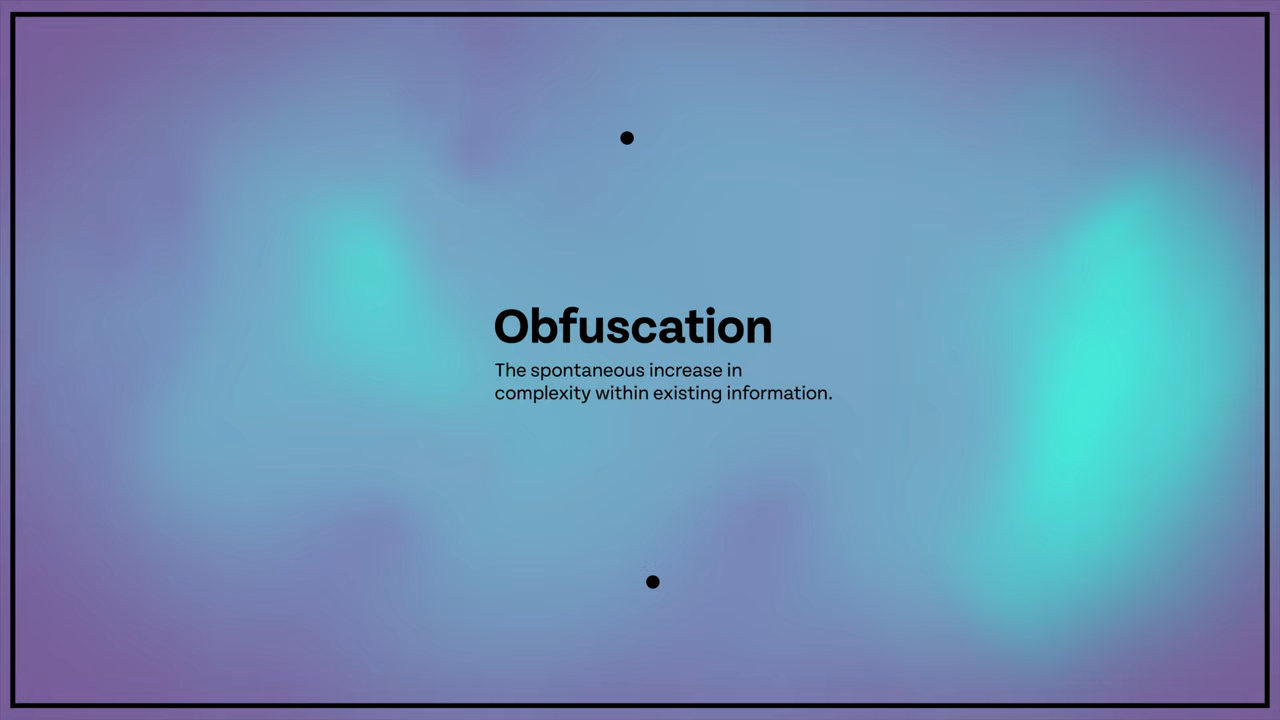 Obfuscation
The spontaneous increase in
complexity within existing information.